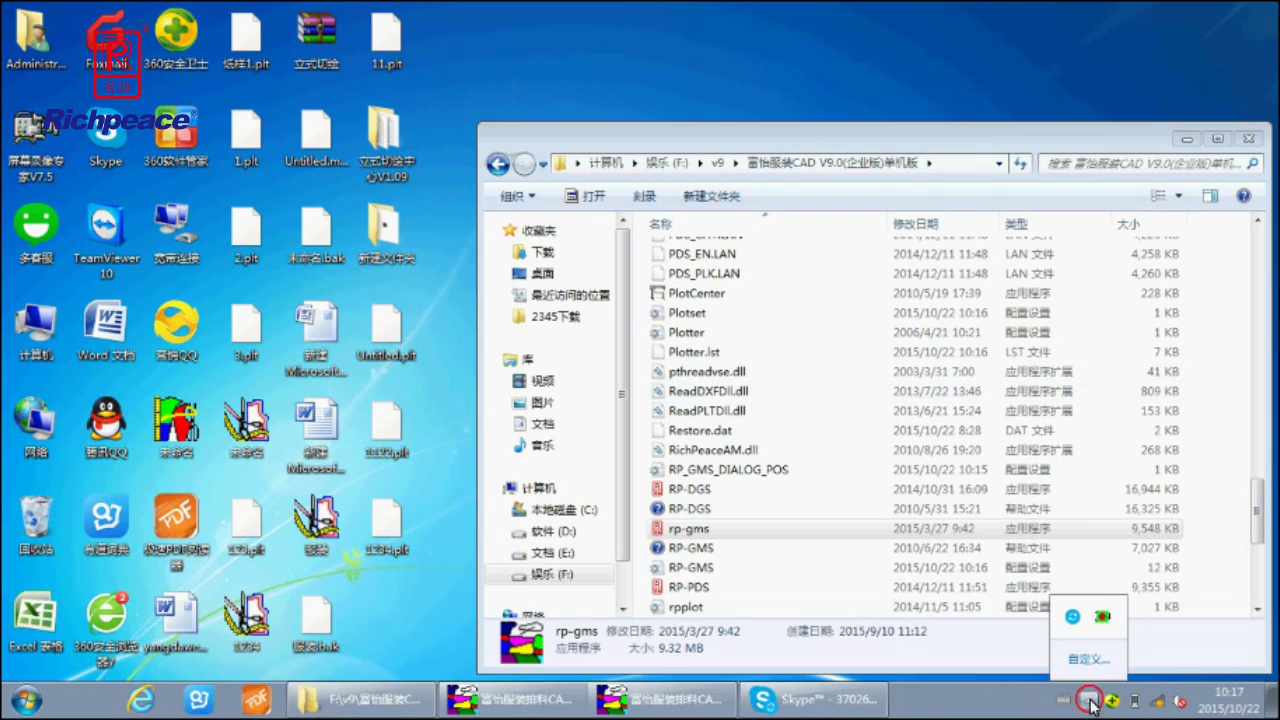 Administr...
360安全卫士
纸样1.plt
立式切绘
11.plt
Richpeace
屏幕录像专
家V7.5
Skype
360软件管家
1.plt
Untitled.m...
立式切绘中
心V1.09
多客服
TeamViewer
10
宽带连接
2.plt
未命名.bak
新建文件夹
计算机
Word 文档
3.plt
新建
Microsoft...
Untitled.plt
网络
腾讯QQ
未命名
未命名
新建
Microsoft...
1122.plt
回收站
有道词典
极速PDF阅读
器
123.plt
服装
1234.plt
Excel 表格
360安全浏览
器7
yangdawe...
1234
服装.bak
计算机 娱乐 (F:) v9 富怡服装CAD V9.0(企业版)单机版
搜索 富怡服装CAD V9.0(企业版)单机...
组织 打开 刻录 新建文件夹
收藏夹
下载
桌面
最近访问的位置
2345下载
库
视频
图片
文档
音乐
计算机
本地磁盘 (C:)
软件 (D:)
文档 (E:)
娱乐 (F:)
网络
名称 修改日期 类型 大小
PDS_EN.LAN 2014/12/11 11:48 LAN 文件 4,258 KB
PDS_PLK.LAN 2014/12/11 11:48 LAN 文件 4,260 KB
PlotCenter 2010/5/19 17:39 应用程序 228 KB
Plotset 2015/10/22 10:16 配置设置 1 KB
Plotter 2006/4/21 10:21 配置设置 1 KB
Plotter.lst 2015/10/22 10:16 LST 文件 7 KB
pthreadvse.dll 2003/3/31 7:00 应用程序扩展 41 KB
ReadDXFDll.dll 2013/7/22 13:46 应用程序扩展 809 KB
ReadPLTDll.dll 2013/6/21 15:24 应用程序扩展 153 KB
Restore.dat 2015/10/22 8:28 DAT 文件 2 KB
RichPeaceAM.dll 2010/8/26 19:20 应用程序扩展 268 KB
RP_GMS_DIALOG_POS 2015/10/22 10:15 配置设置 1 KB
RP-DGS 2014/10/31 16:09 应用程序 16,944 KB
RP-DGS 2010/5/31 15:21 帮助文件 16,325 KB
rp-gms 2015/3/27 9:42 应用程序 9,548 KB
RP-GMS 2010/6/22 16:34 帮助文件 7,027 KB
RP-GMS 2015/10/22 10:16 配置设置 12 KB
RP-PDS 2014/12/11 11:51 应用程序 9,355 KB
rpplot 2014/11/5 11:05 配置设置 1 KB
rp-gms 修改日期: 2015/3/27 9:42 创建日期: 2015/9/10 11:12
应用程序 大小: 9.32 MB
自定义...
F:\v9\富怡服装C...
富怡服装排料CA...
富怡服装排料CA...
Skype™ - 37026...
10:17
2015/10/22